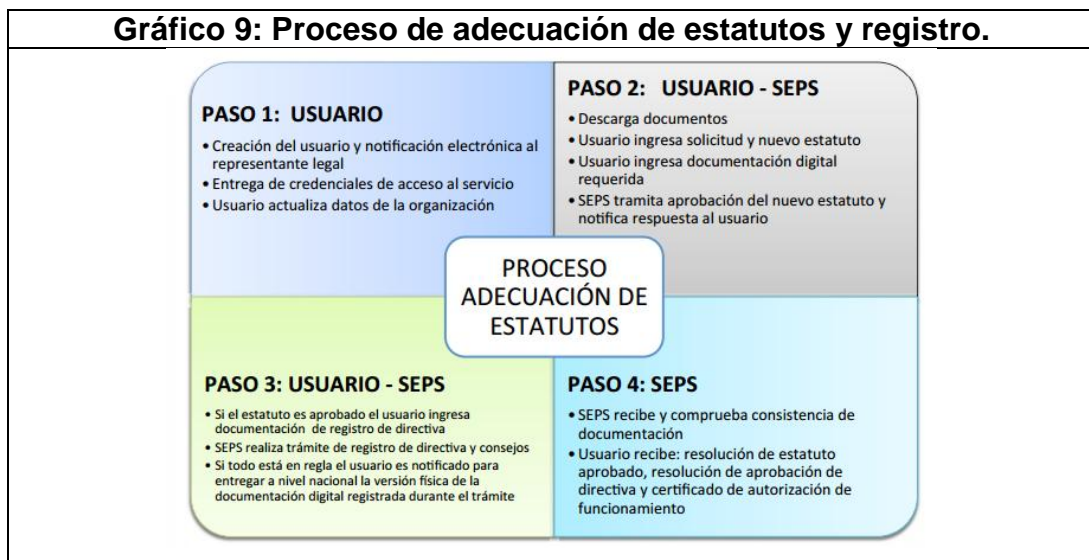 Gráfico 9: Proceso de adecuación de estatutos y registro.
PASO 1: USUARIO
• Creación del usuario y notificación electrónica al
representante legal
• Entrega de credenciales de acceso al servicio
• Usuario actualiza datos de la organización
PASO 2: USUARIO - SEPS
• Descarga documentos
• Usuario ingresa solicitud y nuevo estatuto
• Usuario ingresa documentación digital
requerida
• SEPS tramita aprobación del nuevo estatuto y
notifica respuesta al usuario
PROCESO
ADECUACIÓN DE
ESTATUTOS
PASO 3: USUARIO - SEPS
• Si el estatuto es aprobado el usuario ingresa
documentación de registro de directiva
• SEPS realiza trámite de registro de directiva y consejos
• Si todo está en regla el usuario es notificado para
entregar a nivel nacional la versión física de la
documentación digital registrada durante el trámite
PASO 4: SEPS
• SEPS recibe y comprueba consistencia de
documentación
• Usuario recibe: resolución de estatuto
aprobado, resolución de aprobación de
directiva y certificado de autorización de
funcionamiento